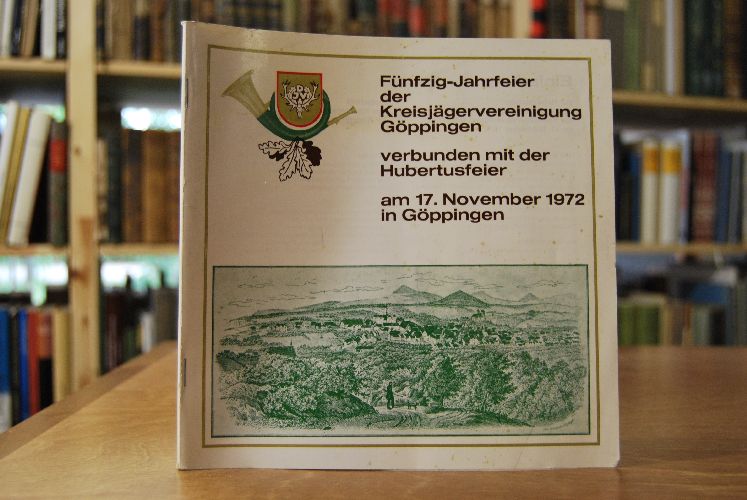 Fünfzig-Jahrfeier
der
Kreisjägervereinigung
Göppingen
verbunden mit der
Hubertusfeier
am 17. November 1972
in Göppingen